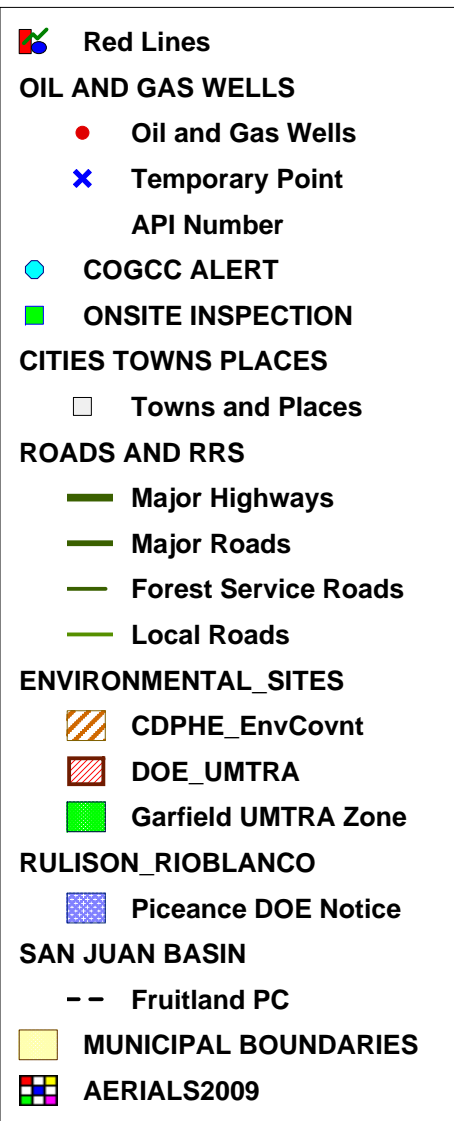 Red Lines
OIL AND GAS WELLS
Oil and Gas Wells
Temporary Point
API Number
COGCC ALERT
ONSITE INSPECTION
CITIES TOWNS PLACES
Towns and Places
ROADS AND RRS
Major Highways
Major Roads
Forest Service Roads
Local Roads
ENVIRONMENTAL_SITES
CDPHE_EnvCovnt
DOE_UMTRA
Garfield UMTRA Zone
RULISON_RIOBLANCO
Piceance DOE Notice
SAN JUAN BASIN
Fruitland PC
MUNICIPAL BOUNDARIES
AERIALS2009